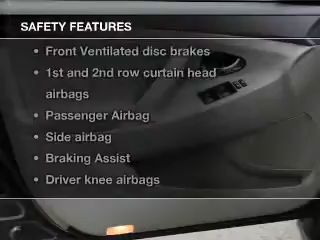 SAFETY FEATURES
• Front Ventilated disc brakes
• 1st and 2nd row curtain head
airbags
• Passenger Airbag
• Side airbag
• Braking Assist
• Driver knee airbags